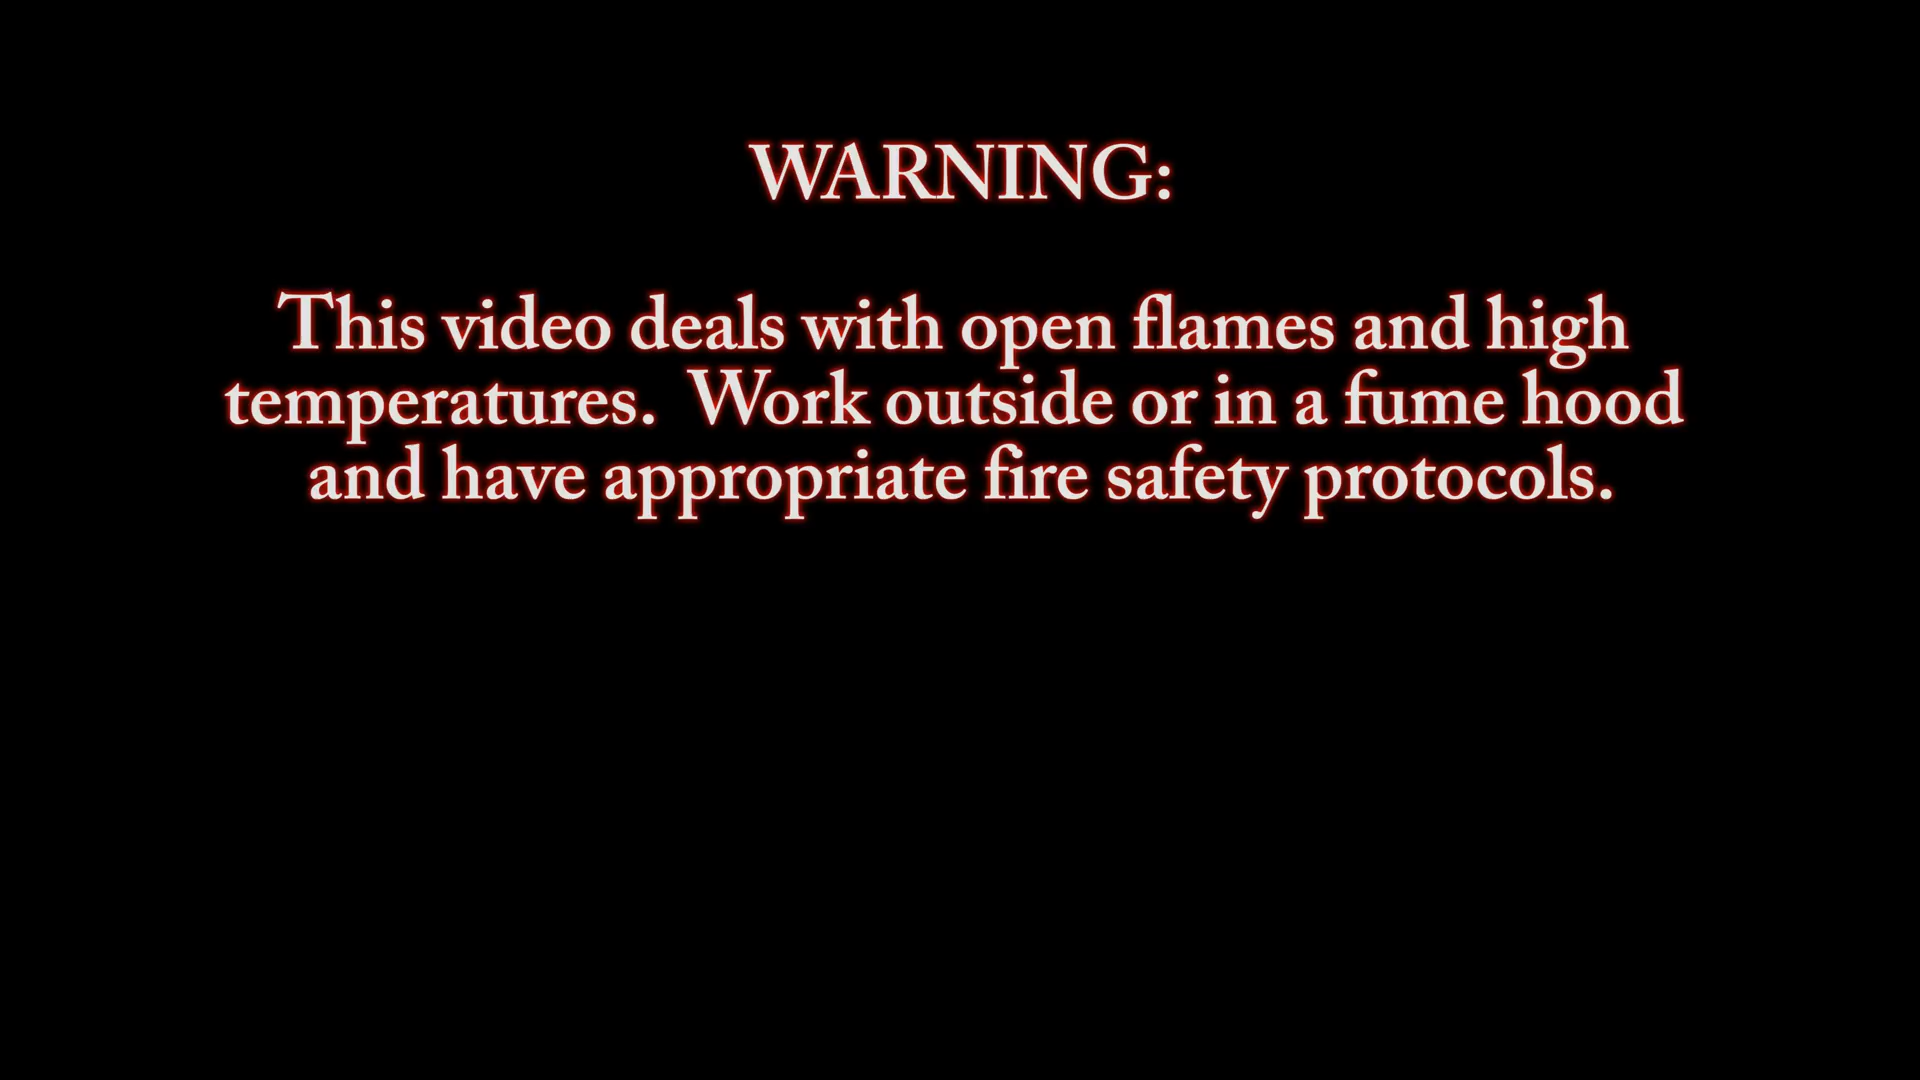 WARNING:
This video deals with open flames and high
temperatures.  Work outside or in a fume hood
and have appropriate fire safety protocols.